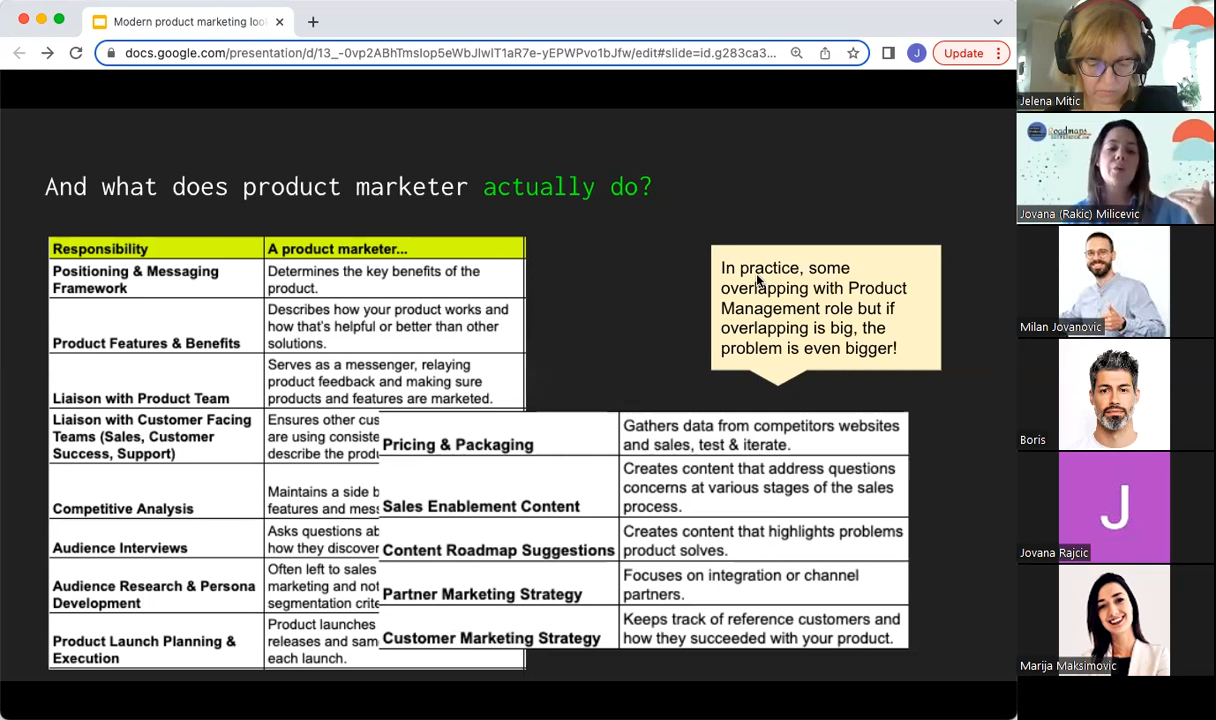 Modern product marketing loo
docs.google.com/presentation/d/13_-0vp2ABhTmsIop5eWbJlwlT1aR7e-yEPWPvo1bJfw/edit#slide=id.g283ca3...
J
Update
And what does product marketer actually do?
Responsibility
A product marketer...
Positioning & Messaging
Framework
Determines the key benefits of the
product.
Product Features & Benefits
Describes how your product works and
how that's helpful or better than other
solutions.
Liaison with Product Team
Serves as a messenger, relaying
product feedback and making sure
products and features are marketed.
Liaison with Customer Facing
Teams (Sales, Customer
Success, Support)
Ensures other cus
are using consiste
describe the produ
Competitive Analysis
Maintains a side b
features and mess
Audience Interviews
Asks questions ab
how they discover
Audience Research & Persona
Development
Often left to sales
marketing and not
segmentation crite
Product Launch Planning &
Execution
Product launches
releases and sam
each launch.
Pricing & Packaging
Gathers data from competitors websites
and sales, test & iterate.
Sales Enablement Content
Creates content that address questions
concerns at various stages of the sales
process.
Content Roadmap Suggestions
Creates content that highlights problems
product solves.
Partner Marketing Strategy
Focuses on integration or channel
partners.
Customer Marketing Strategy
Keeps track of reference customers and
how they succeeded with your product.
In practice, some
overlapping with Product
Management role but if
overlapping is big, the
problem is even bigger!
Jelena Mitic
Jovana (Rakic) Milicevic
Milan Jovanovic
Boris
J
Jovana Rajcic
Marija Maksimovic